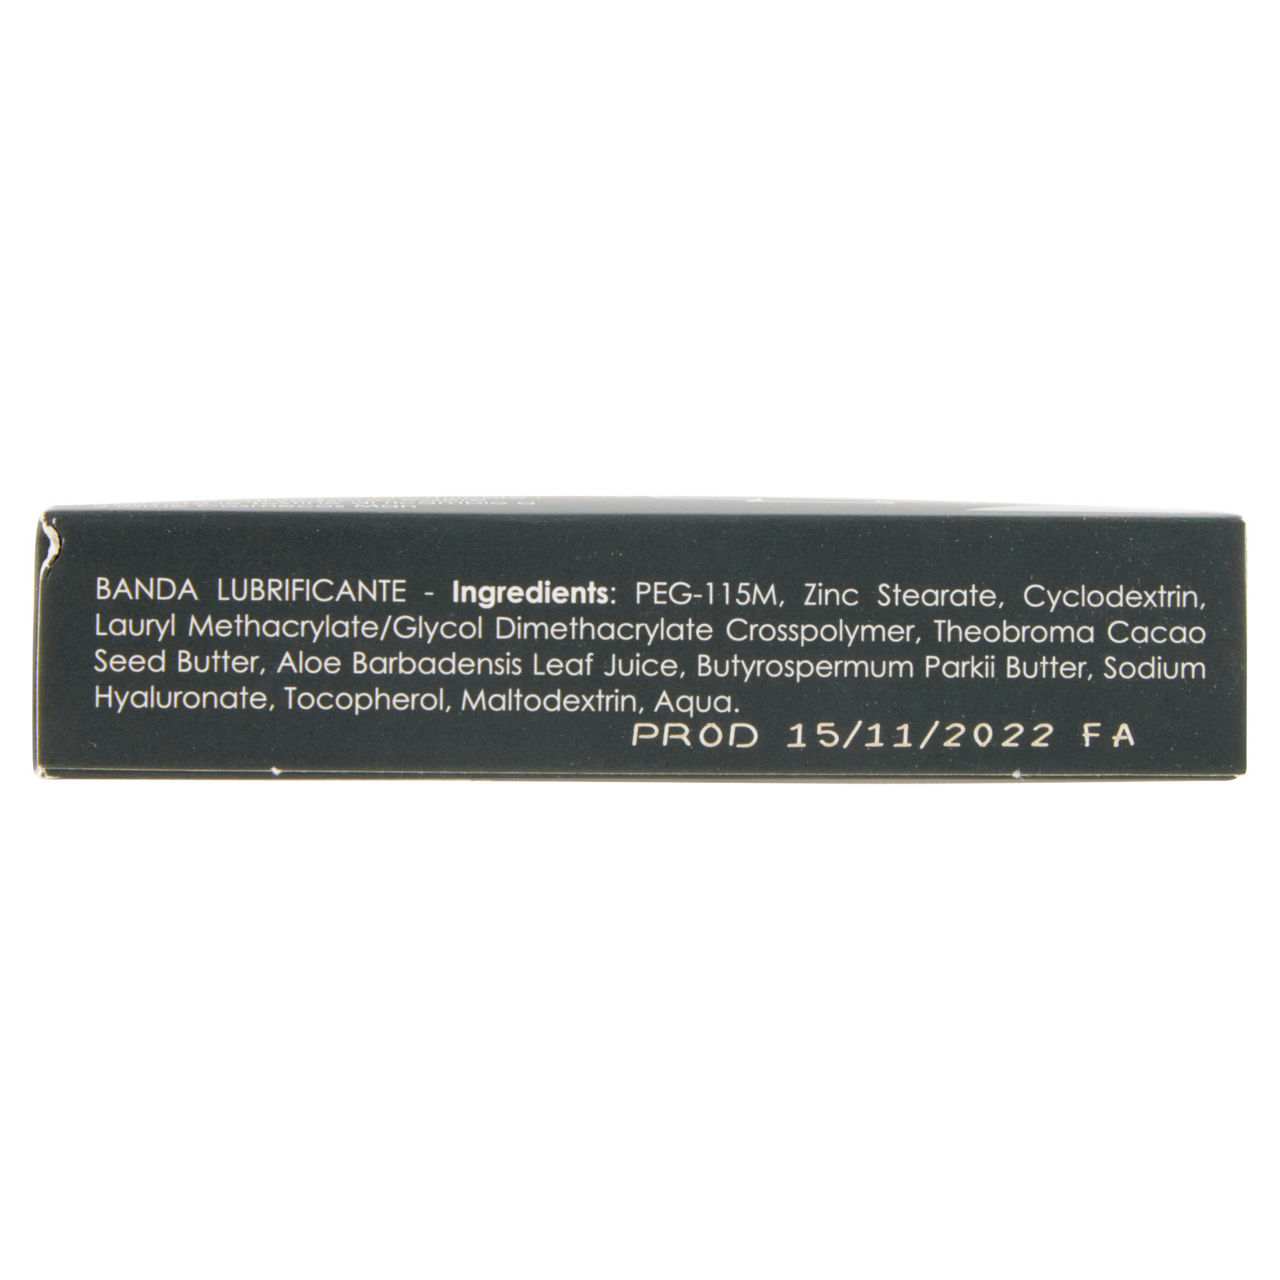 BANDA LUBRIFICANTE - Ingredients: PEG-115M, Zinc Stearate, Cyclodextrin,
Lauryl Methacrylate/Glycol Dimethacrylate Crosspolymer, Theobroma Cacao
Seed Butter, Aloe Barbadensis Leaf Juice, Butyrospermum Parkii Butter, Sodium
Hyaluronate, Tocopherol, Maltodextrin, Aqua.
PROD 15/11/2022 FA